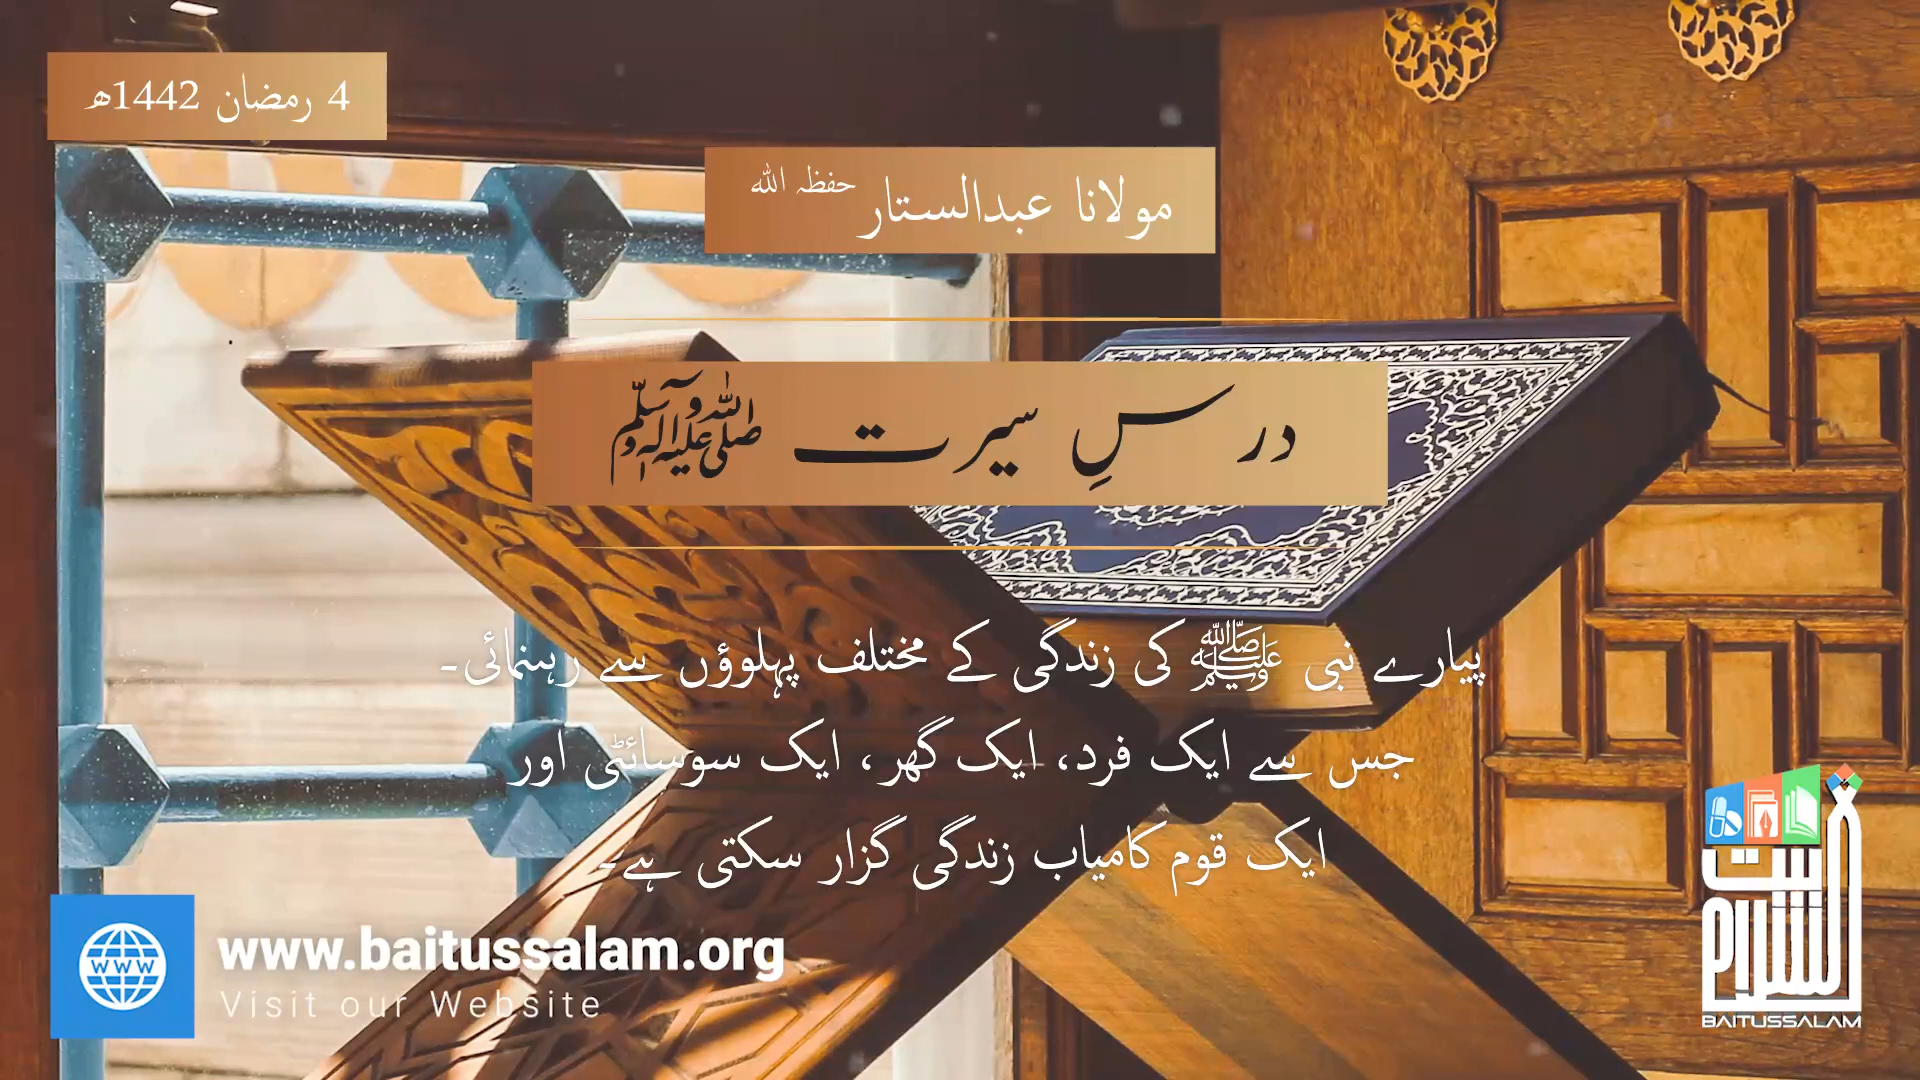 4 رمضان 1442ھ
مولانا عبدالستار حفظہ اللہ
درسِ سیرت صلی اللہ علیہ وآلہ وسلم
پیارے نبی ﷺ کی زندگی کے مختلف پہلوؤں سے رہنمائی۔
جس سے ایک فرد، ایک گھر، ایک سوسائٹی اور
ایک قوم کامیاب زندگی گزار سکتی ہے۔
www
www.baitussalam.org
Visit our Website
بیت السلام
BAITUSSALAM